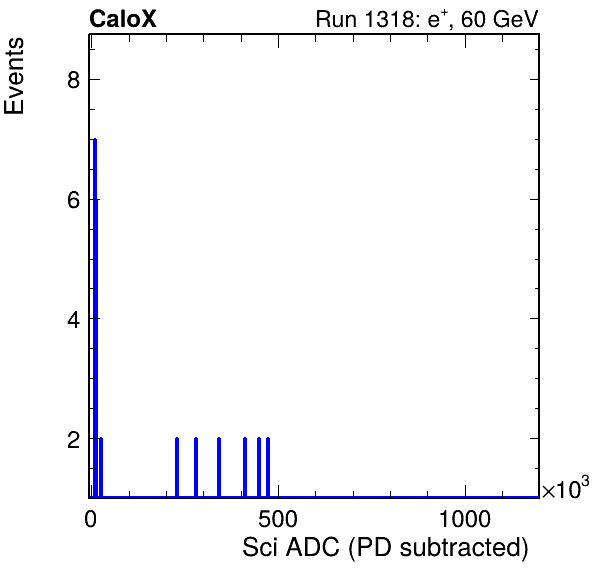 CaloX Run 1318: e⁺, 60 GeV
Events
8
6
4
2
0 500 1000 ×10³
Sci ADC (PD subtracted)